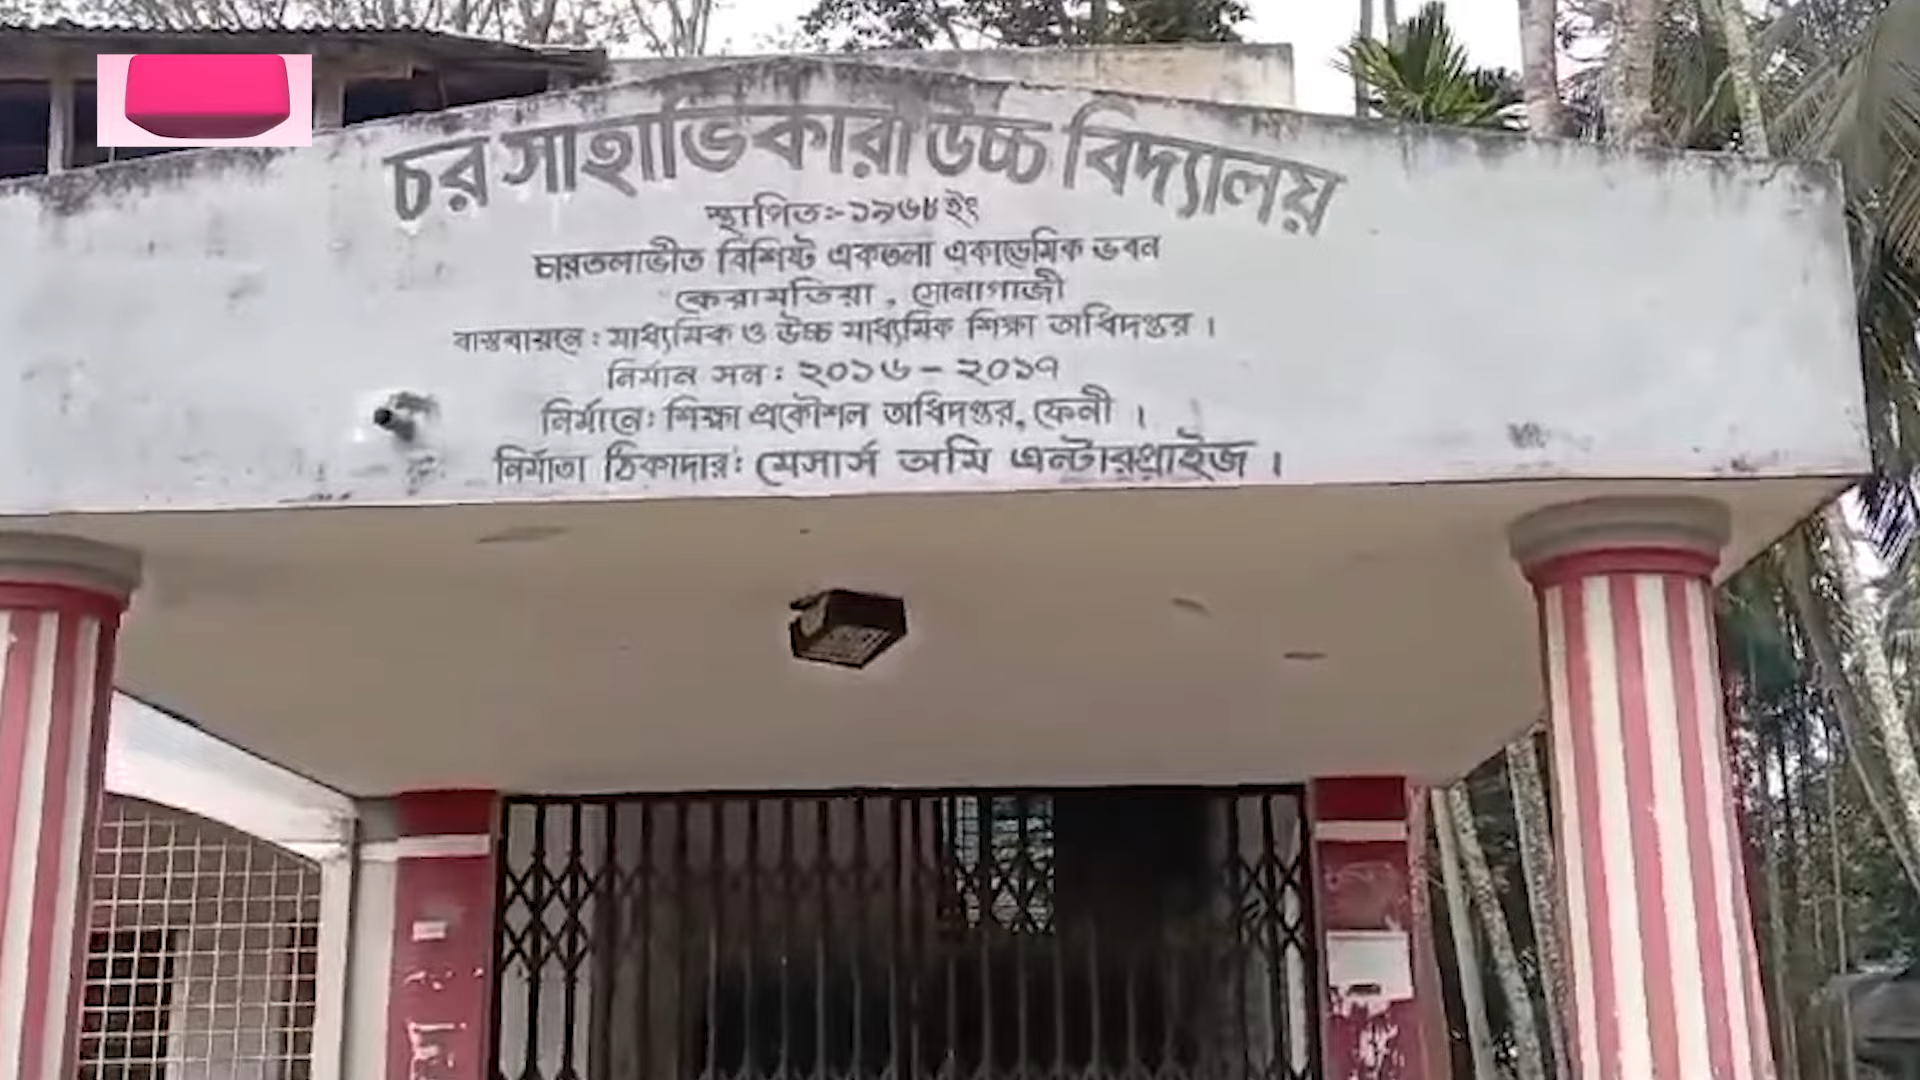 চর সাহাভিকারী উচ্চ বিদ্যালয়
স্থাপিত:-১৯৬৮ইং
চারতলাভীত বিশিষ্ট একতলা একাডেমিক ভবন
কেরামতিয়া, সোনাগাজী
বাস্তবায়নে: মাধ্যমিক ও উচ্চ মাধ্যমিক শিক্ষা অধিদপ্তর।
নির্মান সন: ২০১৬-২০১৭
নির্মানে: শিক্ষা প্রকৌশল অধিদপ্তর, ফেনী।
নির্মাতা ঠিকাদার: মেসার্স অমি এন্টারপ্রাইজ।